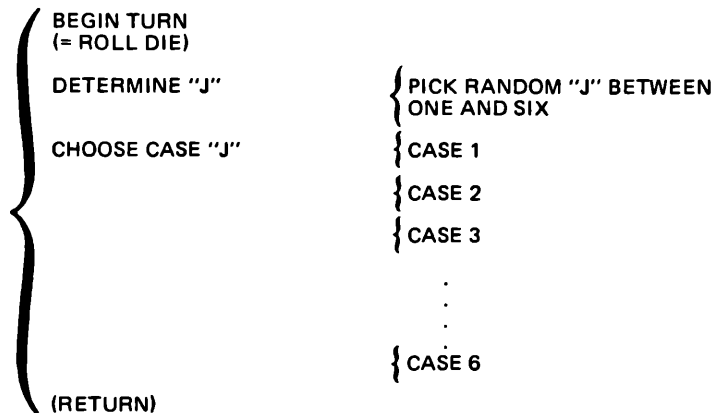 BEGIN TURN
(= ROLL DIE)
DETERMINE "J"
PICK RANDOM "J" BETWEEN
ONE AND SIX
CHOOSE CASE "J"
CASE 1
CASE 2
CASE 3
.
.
.
.
CASE 6
(RETURN)